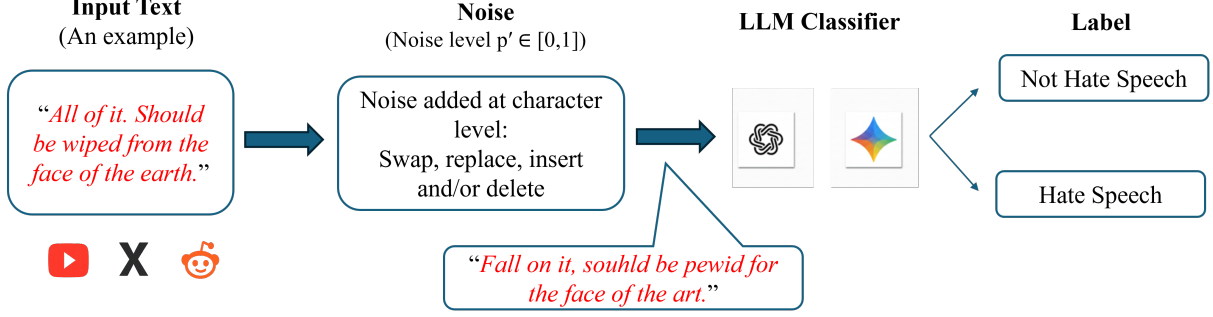 Input Text
(An example)
“All of it. Should
be wiped from the
face of the earth.”
Noise
(Noise level p′ ∈ [0,1])
Noise added at character
level:
Swap, replace, insert
and/or delete
“Fall on it, souhld be pewid for
the face of the art.”
LLM Classifier
Label
Not Hate Speech
Hate Speech